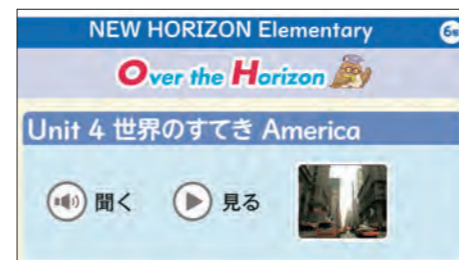 NEW HORIZON Elementary 6年
Over the Horizon
Unit 4 世界のすてき America
聞く 見る